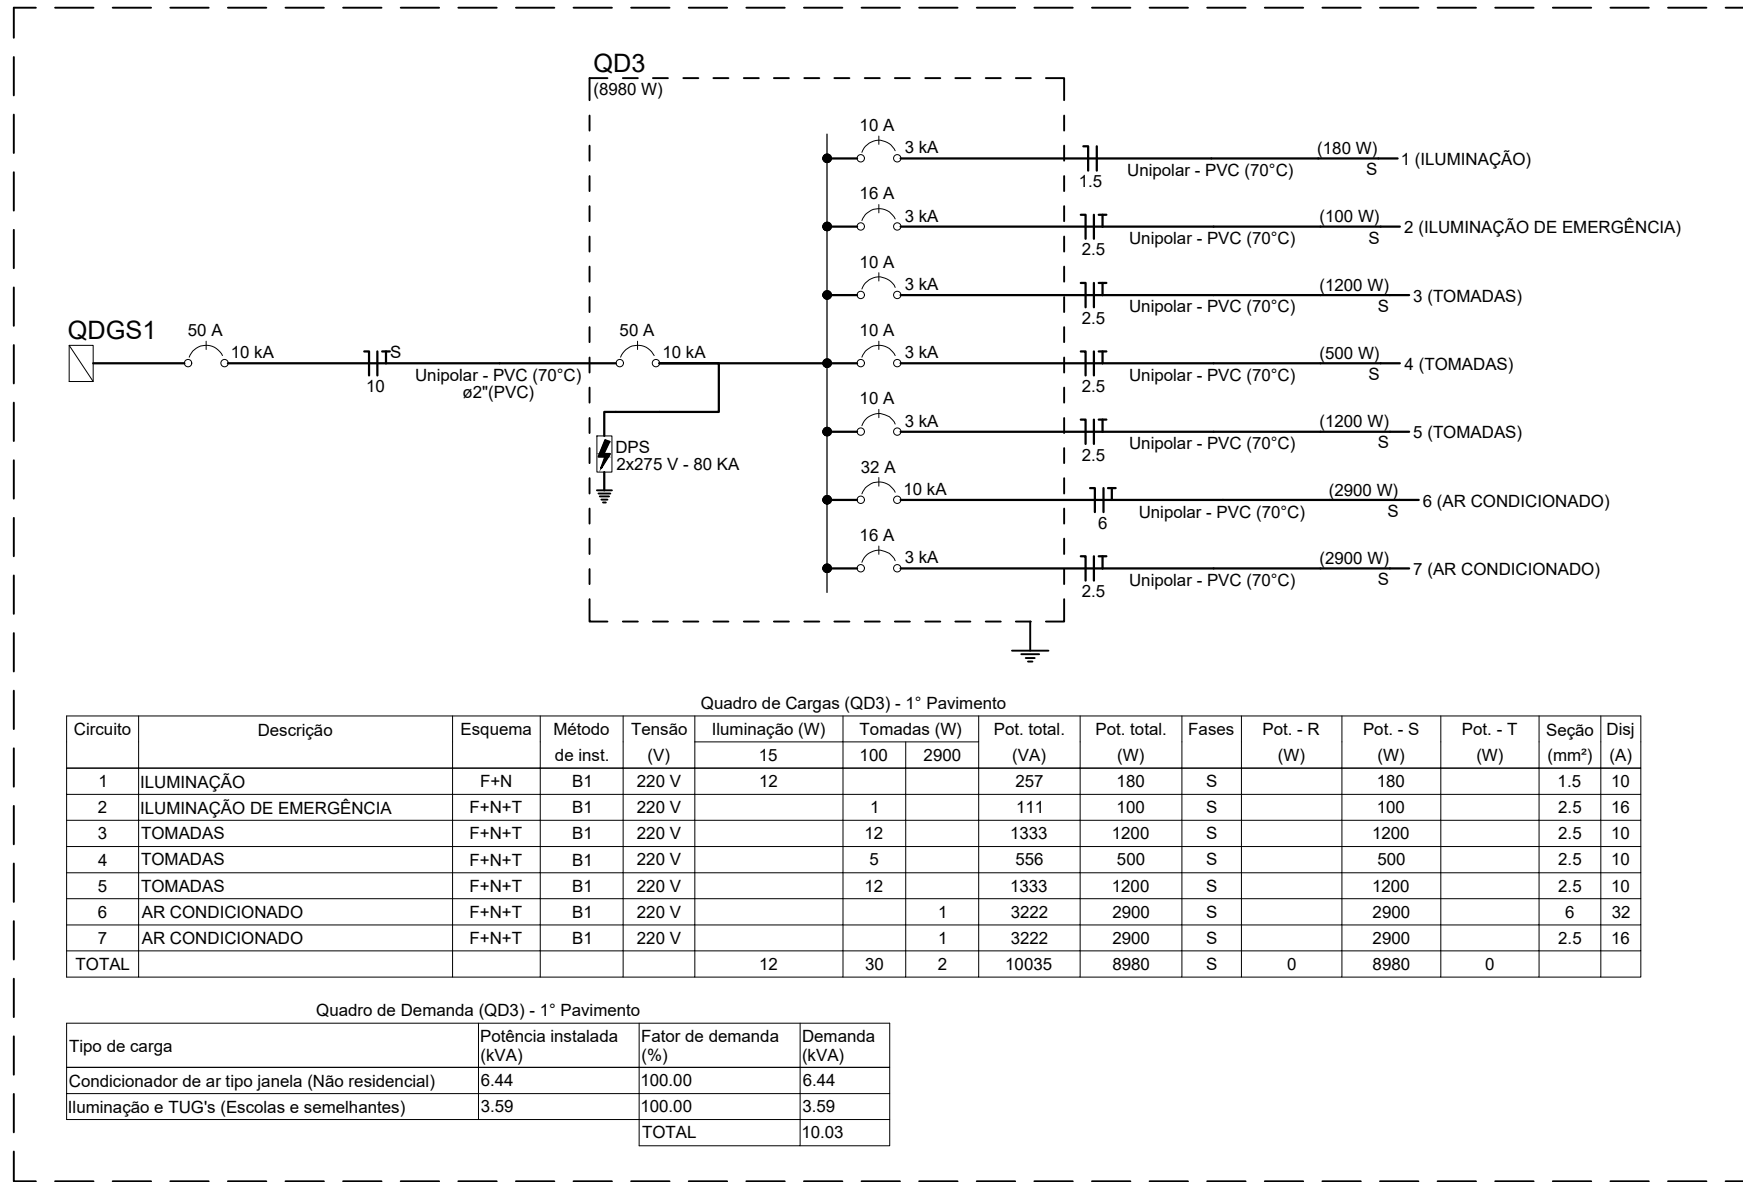 QD3
(8980 W)
10 A
3 kA
1.5
Unipolar - PVC (70°C)
(180 W)
S
1 (ILUMINAÇÃO)
16 A
3 kA
2.5
Unipolar - PVC (70°C)
(100 W)
S
2 (ILUMINAÇÃO DE EMERGÊNCIA)
10 A
3 kA
2.5
Unipolar - PVC (70°C)
(1200 W)
S
3 (TOMADAS)
QDGS1
50 A
10 kA
S
10
Unipolar - PVC (70°C)
ø2"(PVC)
50 A
10 kA
10 A
3 kA
2.5
Unipolar - PVC (70°C)
(500 W)
S
4 (TOMADAS)
DPS
2x275 V - 80 KA
10 A
3 kA
2.5
Unipolar - PVC (70°C)
(1200 W)
S
5 (TOMADAS)
32 A
10 kA
6
Unipolar - PVC (70°C)
(2900 W)
S
6 (AR CONDICIONADO)
16 A
3 kA
2.5
Unipolar - PVC (70°C)
(2900 W)
S
7 (AR CONDICIONADO)
Quadro de Cargas (QD3) - 1° Pavimento
Circuito Descrição Esquema Método Tensão Iluminação (W) Tomadas (W) Pot. total. Pot. total. Fases Pot. - R Pot. - S Pot. - T Seção Disj
de inst. (V) 15 100 2900 (VA) (W) (W) (W) (W) (mm²) (A)
1 ILUMINAÇÃO F+N B1 220 V 12 257 180 S 180 1.5 10
2 ILUMINAÇÃO DE EMERGÊNCIA F+N+T B1 220 V 1 111 100 S 100 2.5 16
3 TOMADAS F+N+T B1 220 V 12 1333 1200 S 1200 2.5 10
4 TOMADAS F+N+T B1 220 V 5 556 500 S 500 2.5 10
5 TOMADAS F+N+T B1 220 V 12 1333 1200 S 1200 2.5 10
6 AR CONDICIONADO F+N+T B1 220 V 1 3222 2900 S 2900 6 32
7 AR CONDICIONADO F+N+T B1 220 V 1 3222 2900 S 2900 2.5 16
TOTAL 12 30 2 10035 8980 S 0 8980 0
Quadro de Demanda (QD3) - 1° Pavimento
Tipo de carga Potência instalada Fator de demanda Demanda
(kVA) (%) (kVA)
Condicionador de ar tipo janela (Não residencial) 6.44 100.00 6.44
Iluminação e TUG's (Escolas e semelhantes) 3.59 100.00 3.59
TOTAL 10.03